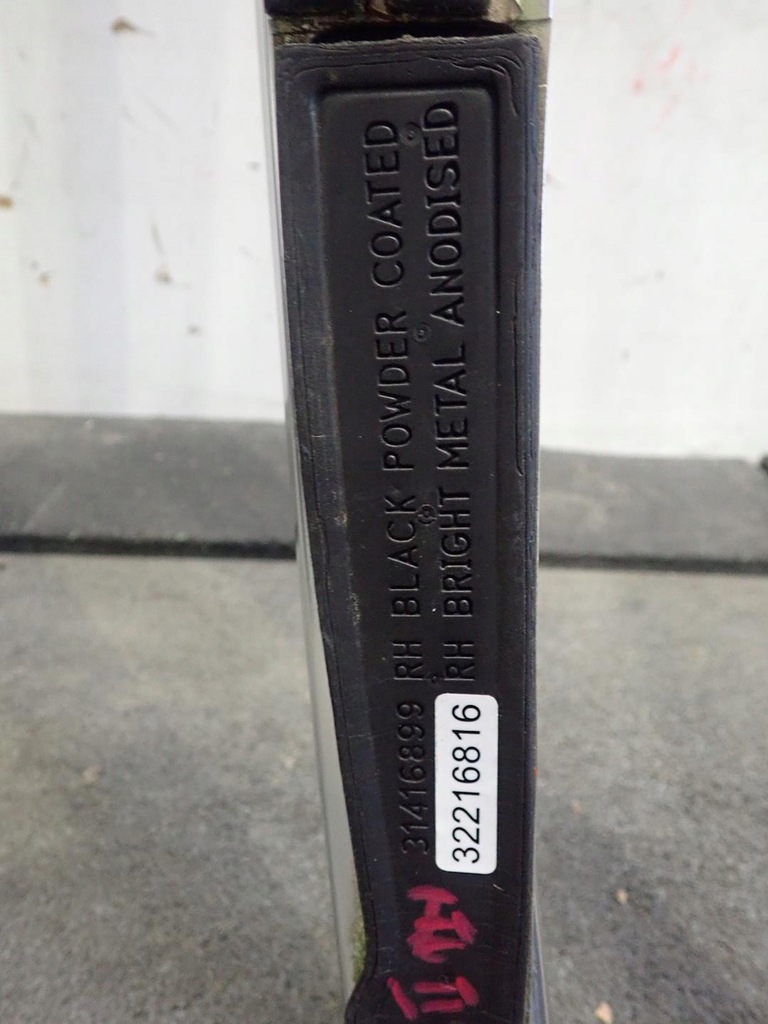 31416899 RH BLACK POWDER COATED
32216816 RH BRIGHT METAL ANODISED